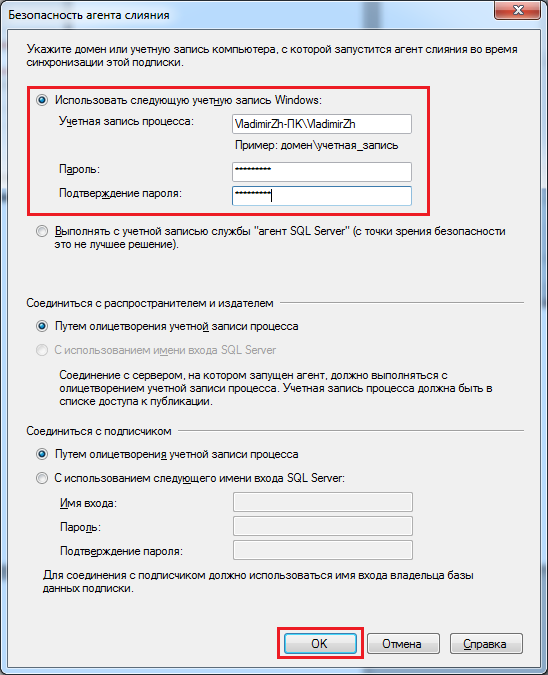 Безопасность агента слияния
Укажите домен или учетную запись компьютера, с которой запустится агент слияния во время
синхронизации этой подписки.
Использовать следующую учетную запись Windows:
Учетная запись процесса:
VladimirZh-ПК\VladimirZh
Пример: домен\учетная_запись
Пароль:
*********
Подтверждение пароля:
*********
Выполнять с учетной записью службы "агент SQL Server" (с точки зрения безопасности
это не лучшее решение).
Соединиться с распространителем и издателем
Путем олицетворения учетной записи процесса
С использованием имени входа SQL Server
Соединение с сервером, на котором запущен агент, должно выполняться с
олицетворением учетной записи процесса. Учетная запись процесса должна быть в
списке доступа к публикации.
Соединиться с подписчиком
Путем олицетворения учетной записи процесса
С использованием следующего имени входа SQL Server:
Имя входа:
Пароль:
Подтверждение пароля:
Для соединения с подписчиком должно использоваться имя входа владельца базы
данных подписки.
OK
Отмена
Справка